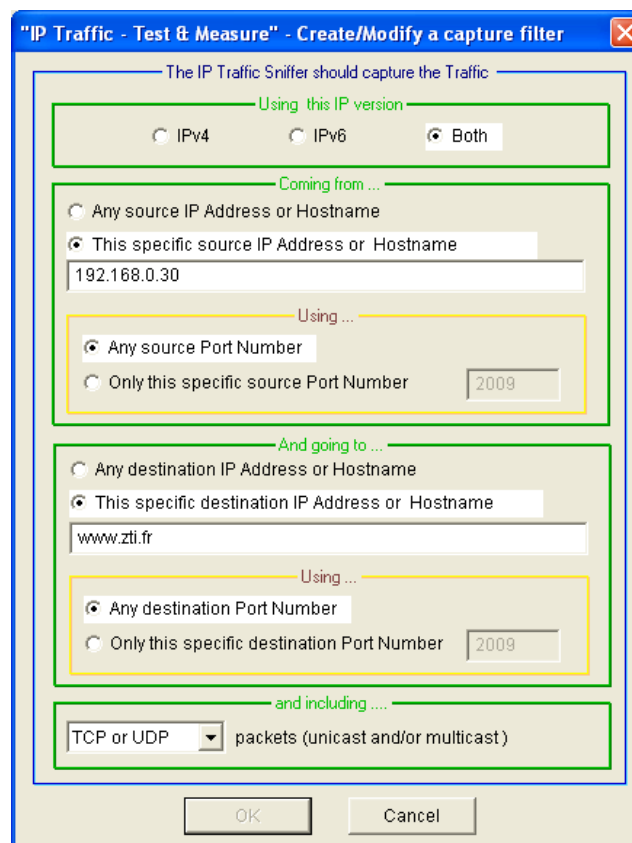 "IP Traffic - Test & Measure" - Create/Modify a capture filter
The IP Traffic Sniffer should capture the Traffic
Using this IP version
IPv4 IPv6 Both
Coming from ...
Any source IP Address or Hostname
This specific source IP Address or Hostname
192.168.0.30
Using ...
Any source Port Number
Only this specific source Port Number 2009
And going to ...
Any destination IP Address or Hostname
This specific destination IP Address or Hostname
www.zti.fr
Using ...
Any destination Port Number
Only this specific destination Port Number 2009
and including ....
TCP or UDP packets (unicast and/or multicast )
OK Cancel